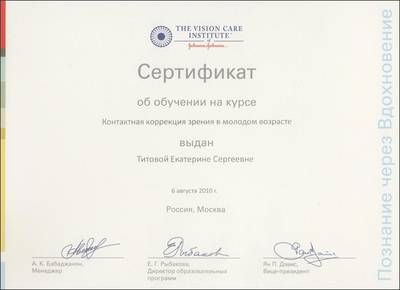 THE VISION CARE
INSTITUTE™
of
Johnson & Johnson
Сертификат
об обучении на курсе
Контактная коррекция зрения в молодом возрасте
выдан
Титовой Екатерине Сергеевне
6 августа 2010 г.
Россия, Москва
А. К. Бабаджанян,
Менеджер
Е. Г. Рыбакова,
Директор образовательных
программ
Ян П. Дэвис,
Вице-президент
Познание через Вдохновение